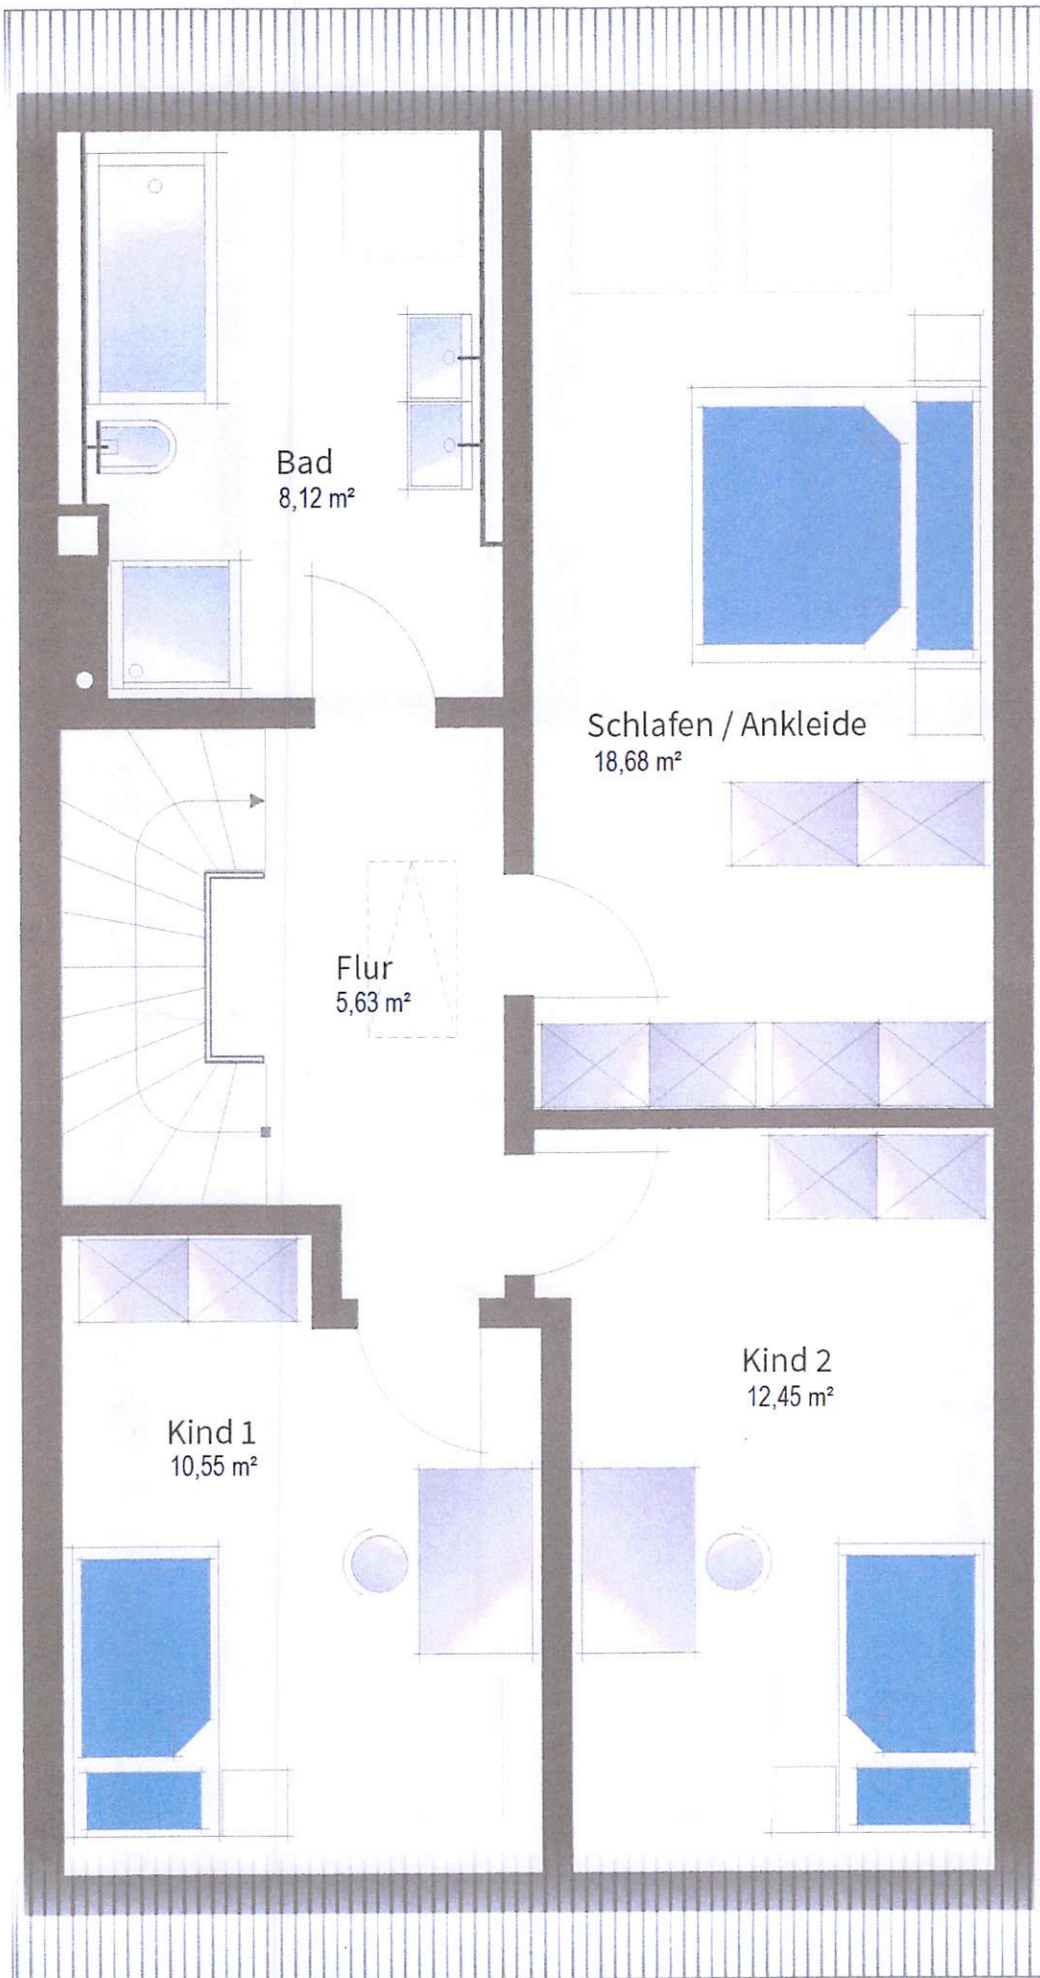 Bad
8,12 m²
Schlafen / Ankleide
18,68 m²
Flur
5,63 m²
Kind 2
12,45 m²
Kind 1
10,55 m²